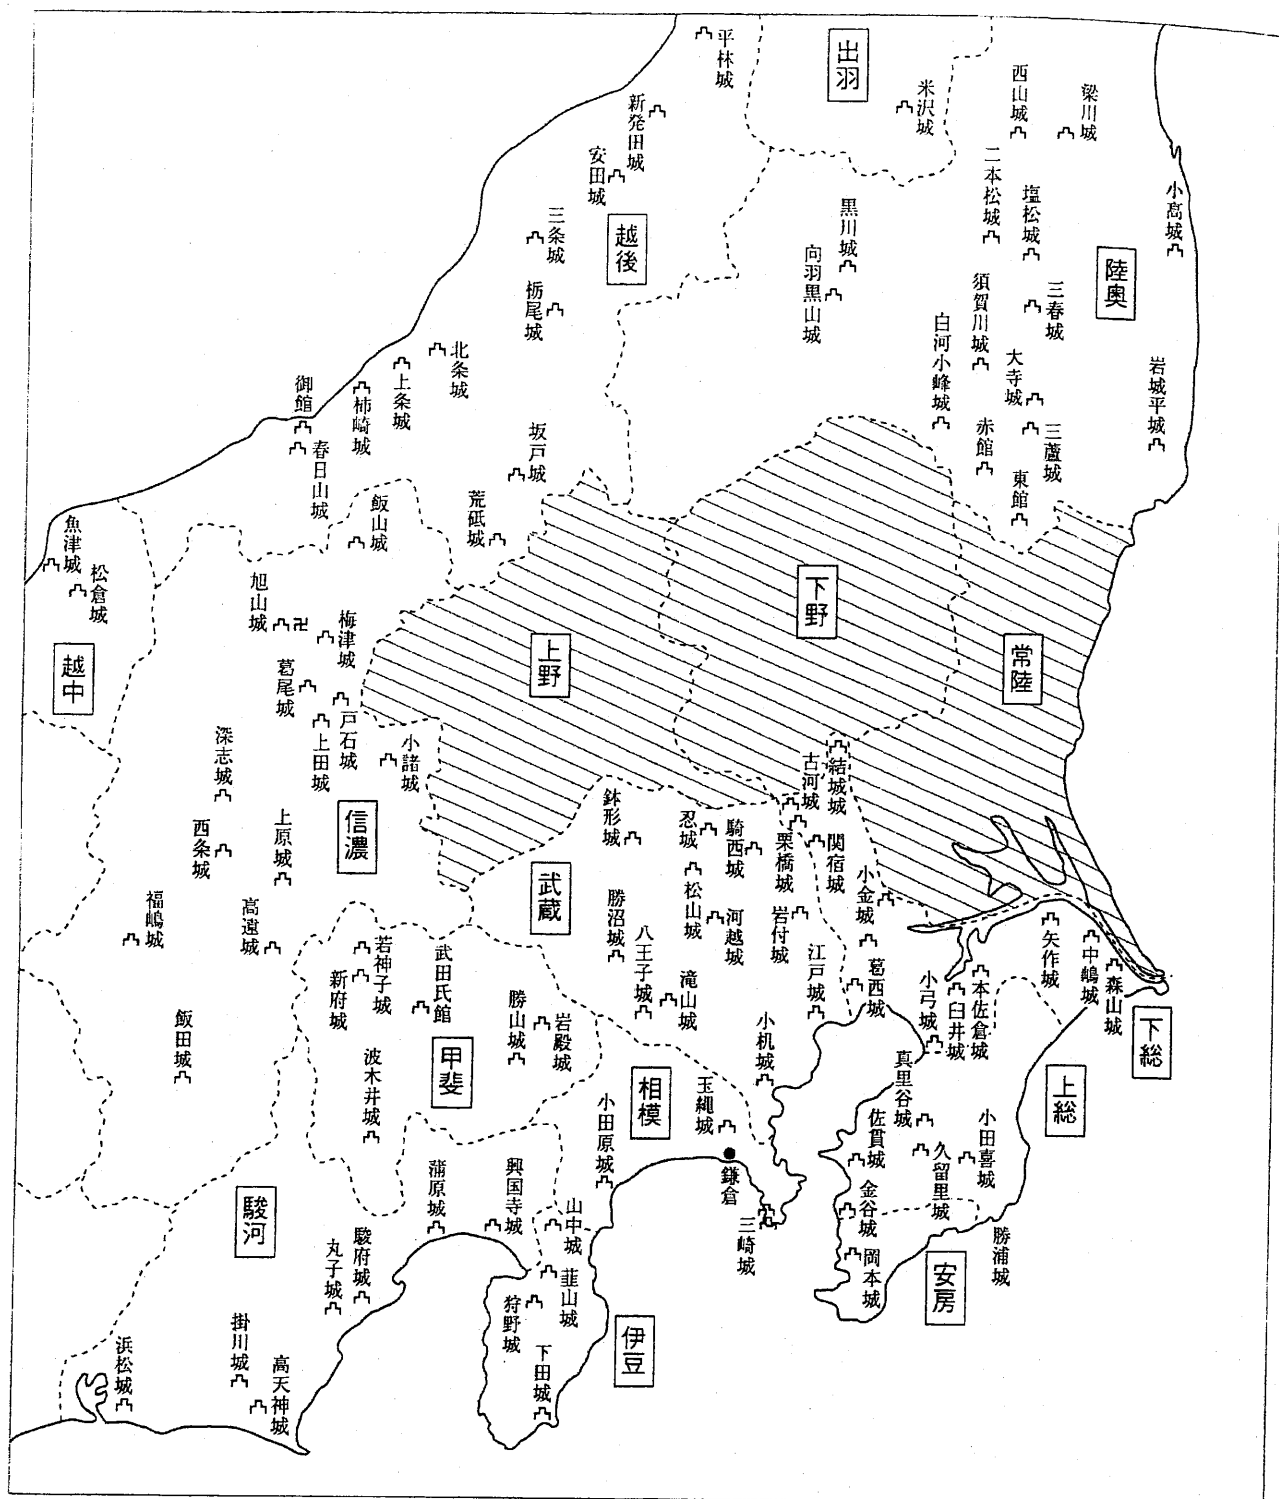 平林城
出羽
米沢城
西山城
梁川城
新発田城
安田城
三条城
越後
栃尾城
黒川城
向羽黒山城
二本松城
塩松城
小高城
陸奥
須賀川城
三春城
白河小峰城
大寺城
岩城平城
赤館
三蘆城
東館
北条城
上条城
柿崎城
御館
春日山城
坂戸城
荒砥城
飯山城
魚津城
松倉城
越中
旭山城
卍
梅津城
葛尾城
戸石城
上田城
小諸城
深志城
西条城
上原城
信濃
福嶋城
高遠城
飯田城
上野
下野
常陸
結城城
古河城
鉢形城
忍城
騎西城
栗橋城
関宿城
小金城
武蔵
勝沼城
松山城
河越城
岩付城
八王子城
滝山城
江戸城
葛西城
小机城
矢作城
中嶋城
森山城
下総
本佐倉城
臼井城
小弓城
上総
真里谷城
佐貫城
久留里城
小田喜城
金谷城
勝浦城
岡本城
安房
若神子城
新府城
武田氏館
勝山城
岩殿城
甲斐
波木井城
相模
玉縄城
鎌倉
三崎城
小田原城
蒲原城
興国寺城
山中城
韮山城
狩野城
下田城
伊豆
駿河
駿府城
丸子城
掛川城
高天神城
浜松城